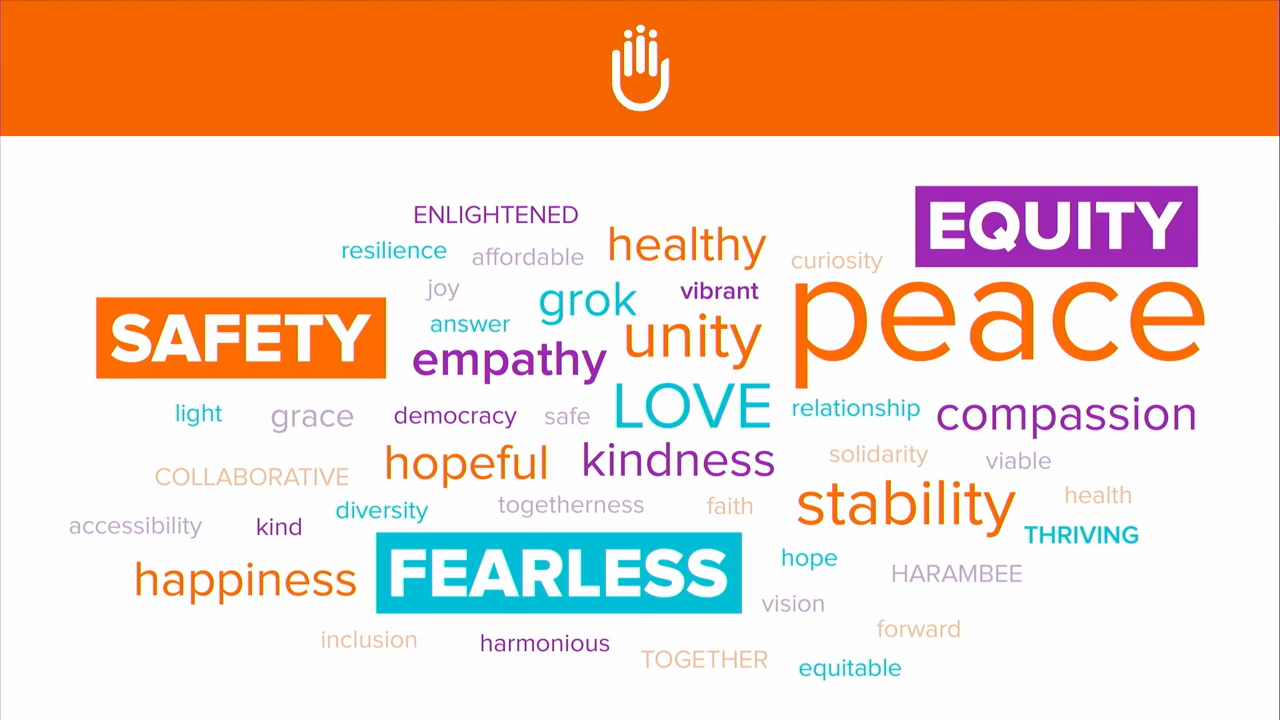 ENLIGHTENED
EQUITY
resilience
affordable
healthy
curiosity
joy
grok
vibrant
peace
SAFETY
answer
unity
empathy
light
grace
democracy
safe
LOVE
relationship
compassion
COLLABORATIVE
hopeful
kindness
solidarity
viable
accessibility
kind
diversity
togetherness
faith
stability
health
THRIVING
happiness
FEARLESS
hope
HARAMBEE
vision
inclusion
harmonious
TOGETHER
forward
equitable